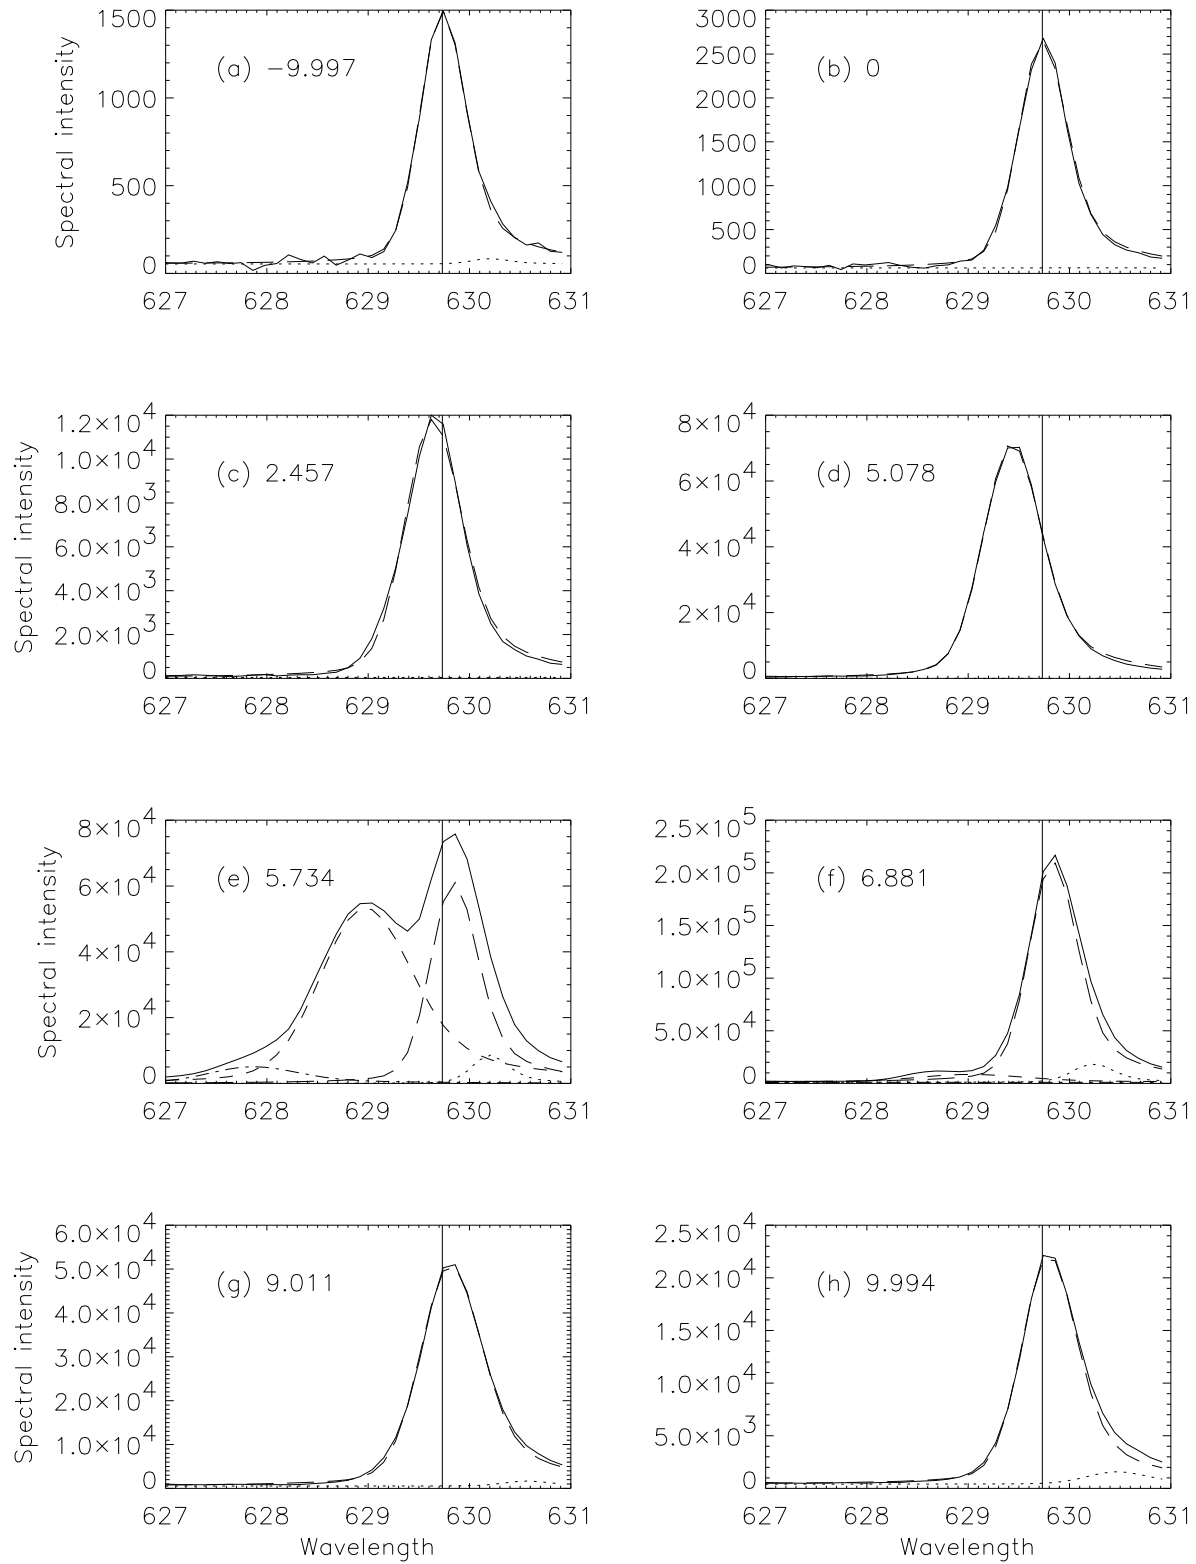 Spectral intensity
1500
1000
500
0
(a) −9.997
627 628 629 630 631
3000
2500
2000
1500
1000
500
0
(b) 0
627 628 629 630 631
Spectral intensity
1.2×10^4
1.0×10^4
8.0×10^3
6.0×10^3
4.0×10^3
2.0×10^3
0
(c) 2.457
627 628 629 630 631
8×10^4
6×10^4
4×10^4
2×10^4
0
(d) 5.078
627 628 629 630 631
Spectral intensity
8×10^4
6×10^4
4×10^4
2×10^4
0
(e) 5.734
627 628 629 630 631
2.5×10^5
2.0×10^5
1.5×10^5
1.0×10^5
5.0×10^4
0
(f) 6.881
627 628 629 630 631
Spectral intensity
6.0×10^4
5.0×10^4
4.0×10^4
3.0×10^4
2.0×10^4
1.0×10^4
0
(g) 9.011
627 628 629 630 631
Wavelength
2.5×10^4
2.0×10^4
1.5×10^4
1.0×10^4
5.0×10^3
0
(h) 9.994
627 628 629 630 631
Wavelength